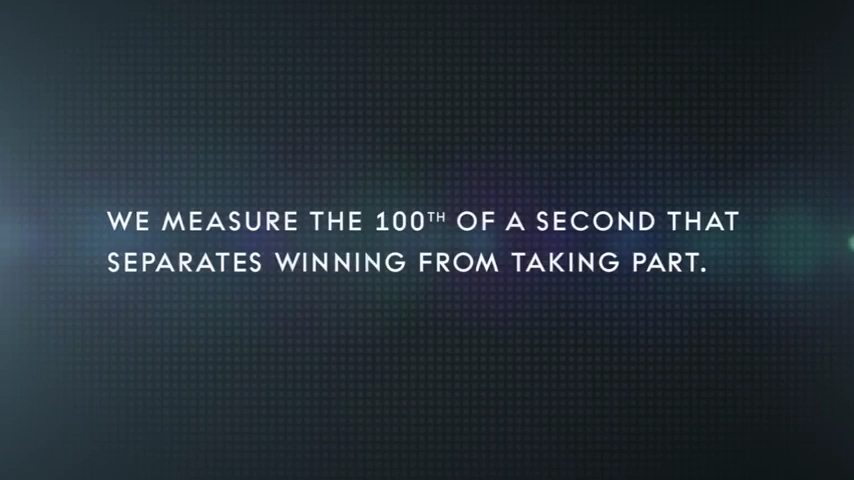 WE MEASURE THE 100TH OF A SECOND THAT
SEPARATES WINNING FROM TAKING PART.